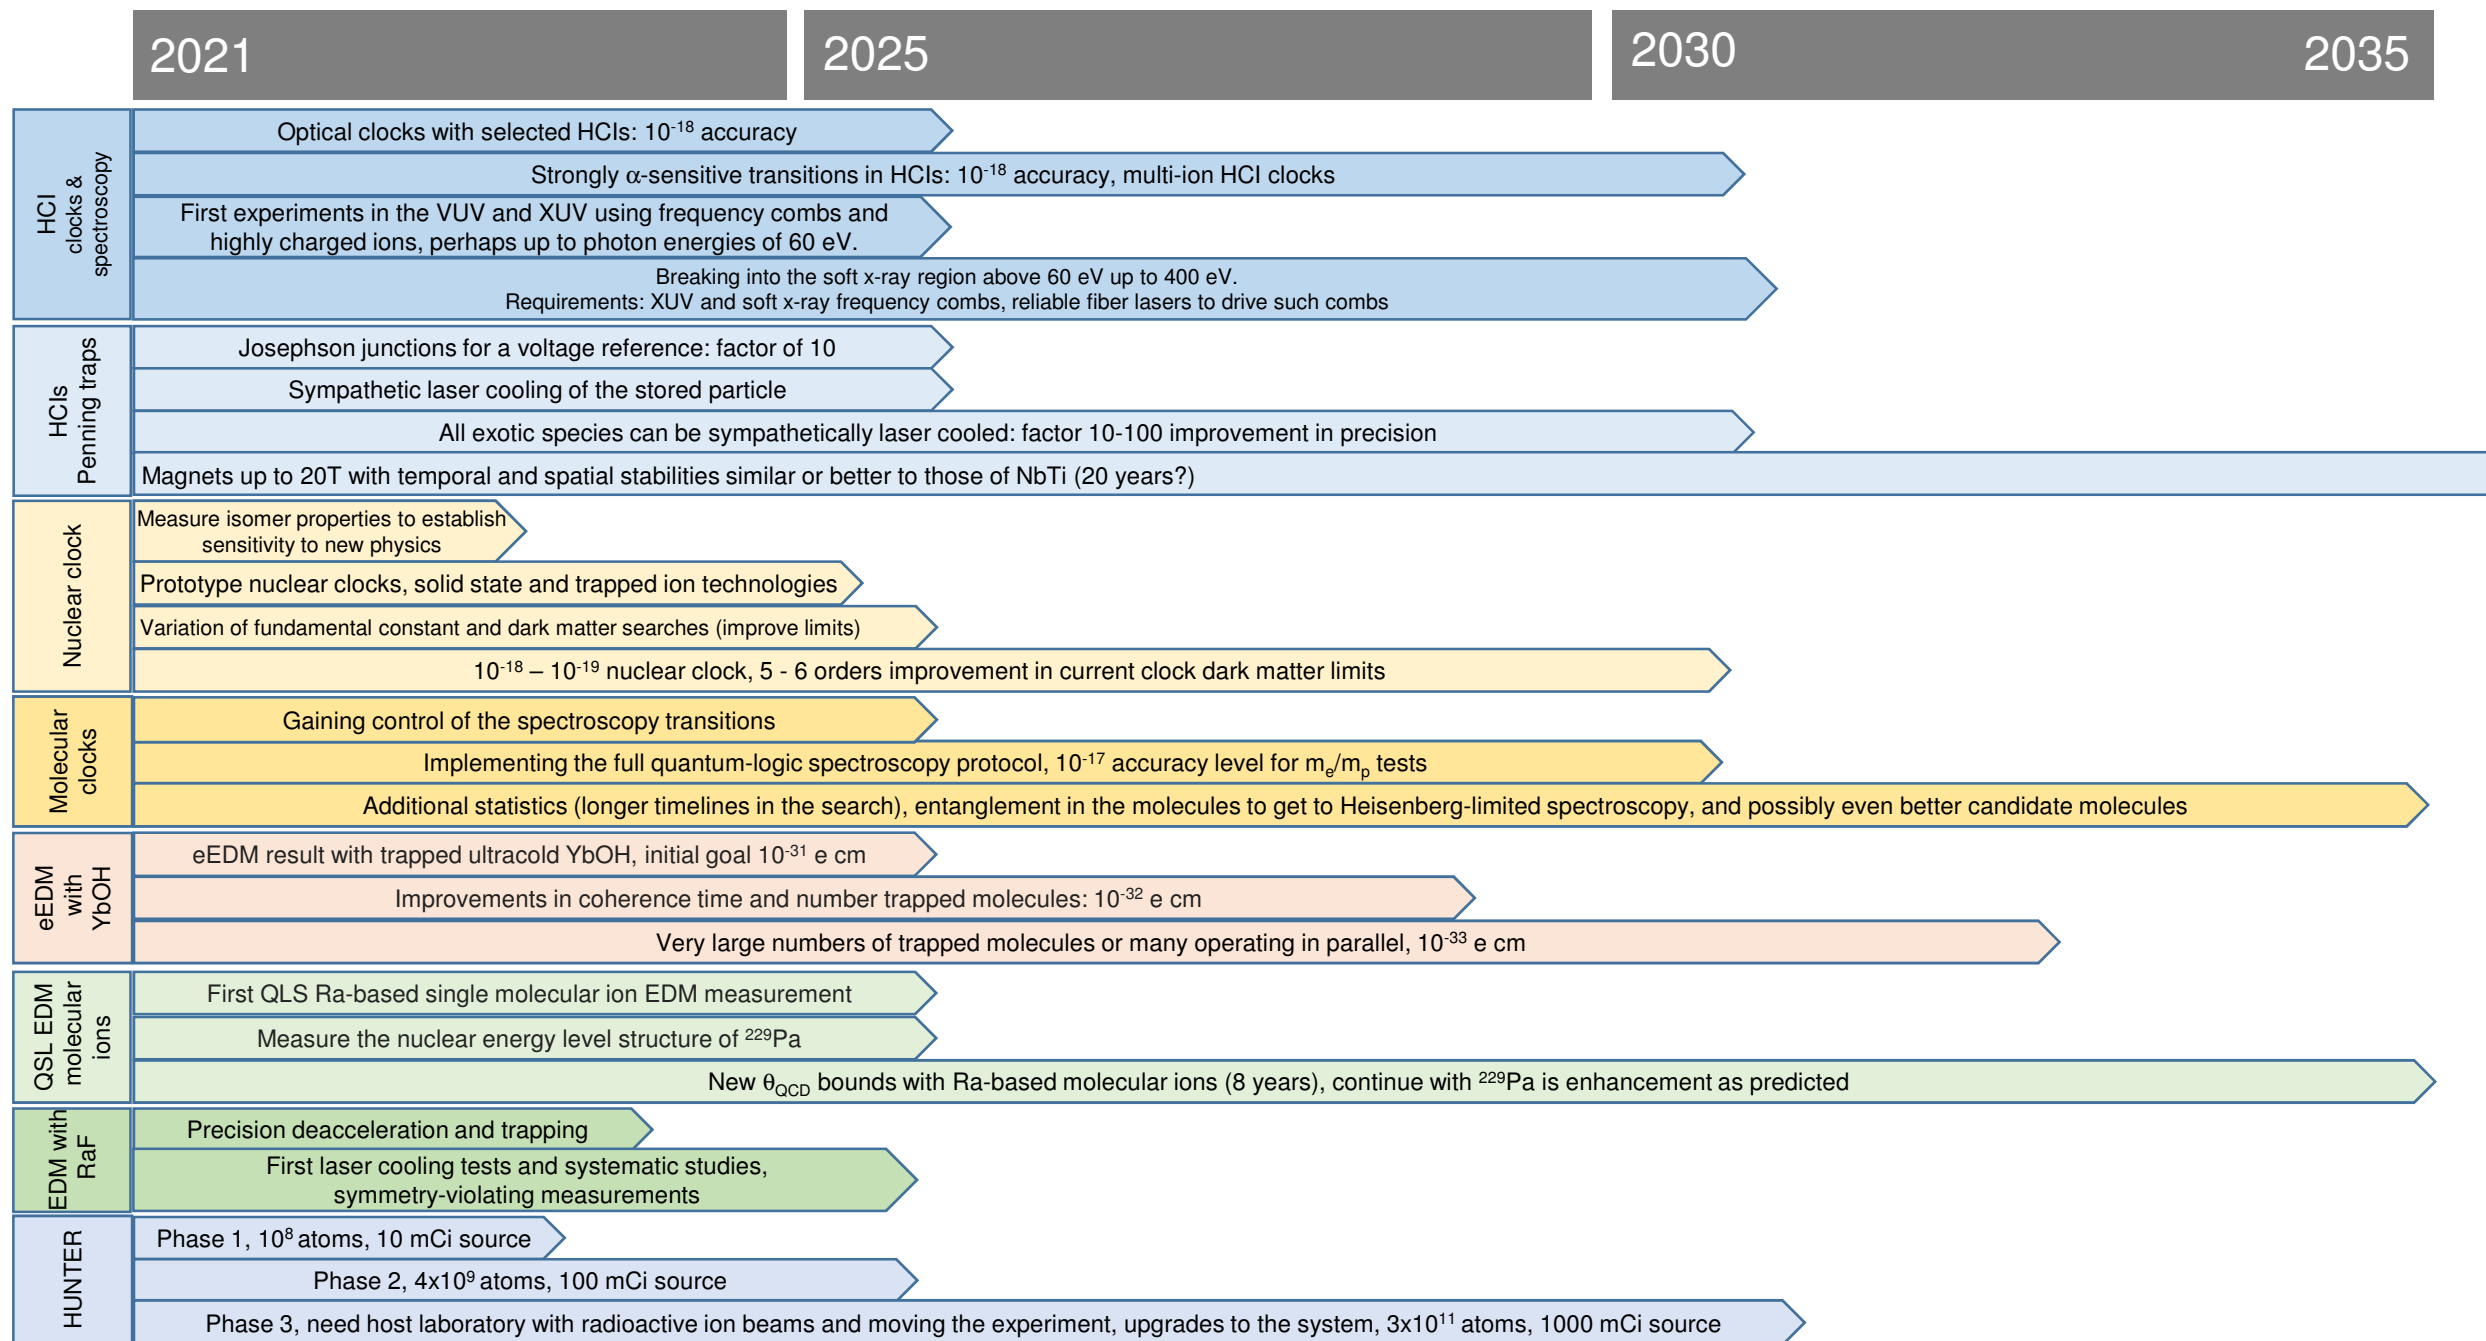 2021
2025
2030
2035
HCI
clocks &
spectroscopy
Optical clocks with selected HCIs: 10⁻¹⁸ accuracy
Strongly α-sensitive transitions in HCIs: 10⁻¹⁸ accuracy, multi-ion HCI clocks
First experiments in the VUV and XUV using frequency combs and
highly charged ions, perhaps up to photon energies of 60 eV.
Breaking into the soft x-ray region above 60 eV up to 400 eV.
Requirements: XUV and soft x-ray frequency combs, reliable fiber lasers to drive such combs
HCIs
Penning traps
Josephson junctions for a voltage reference: factor of 10
Sympathetic laser cooling of the stored particle
All exotic species can be sympathetically laser cooled: factor 10-100 improvement in precision
Magnets up to 20T with temporal and spatial stabilities similar or better to those of NbTi (20 years?)
Nuclear clock
Measure isomer properties to establish
sensitivity to new physics
Prototype nuclear clocks, solid state and trapped ion technologies
Variation of fundamental constant and dark matter searches (improve limits)
10⁻¹⁸ – 10⁻¹⁹ nuclear clock, 5 - 6 orders improvement in current clock dark matter limits
Molecular
clocks
Gaining control of the spectroscopy transitions
Implementing the full quantum-logic spectroscopy protocol, 10⁻¹⁷ accuracy level for mₑ/mₚ tests
Additional statistics (longer timelines in the search), entanglement in the molecules to get to Heisenberg-limited spectroscopy, and possibly even better candidate molecules
eEDM
with
YbOH
eEDM result with trapped ultracold YbOH, initial goal 10⁻³¹ e cm
Improvements in coherence time and number trapped molecules: 10⁻³² e cm
Very large numbers of trapped molecules or many operating in parallel, 10⁻³³ e cm
QSL EDM
molecular
ions
First QLS Ra-based single molecular ion EDM measurement
Measure the nuclear energy level structure of ²²⁹Pa
New θ_QCD bounds with Ra-based molecular ions (8 years), continue with ²²⁹Pa is enhancement as predicted
EDM with
RaF
Precision deacceleration and trapping
First laser cooling tests and systematic studies,
symmetry-violating measurements
HUNTER
Phase 1, 10⁸ atoms, 10 mCi source
Phase 2, 4x10⁹ atoms, 100 mCi source
Phase 3, need host laboratory with radioactive ion beams and moving the experiment, upgrades to the system, 3x10¹¹ atoms, 1000 mCi source